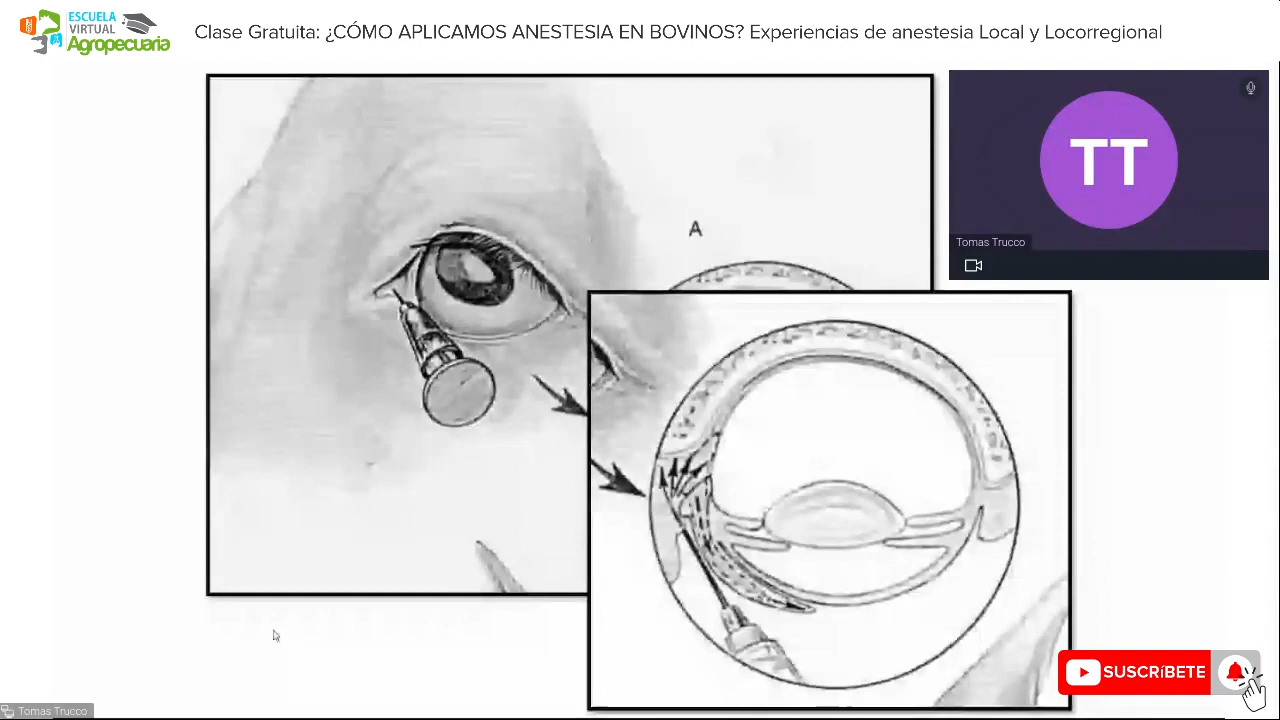 ESCUELA
VIRTUAL
Agropecuaria
Clase Gratuita: ¿CÓMO APLICAMOS ANESTESIA EN BOVINOS? Experiencias de anestesia Local y Locorregional
TT
Tomas Trucco
A
SUSCRíBETE
Tomas Trucco